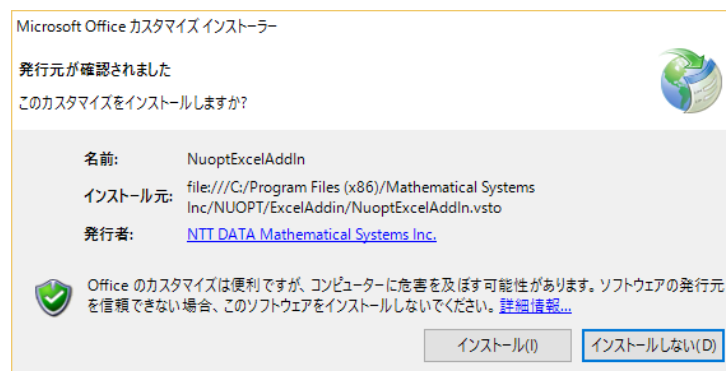 Microsoft Office カスタマイズ インストーラー
発行元が確認されました
このカスタマイズをインストールしますか?
名前: NuoptExcelAddIn
インストール元: file:///C:/Program Files (x86)/Mathematical Systems
Inc/NUOPT/ExcelAddin/NuoptExcelAddIn.vsto
発行者: NTT DATA Mathematical Systems Inc.
Office のカスタマイズは便利ですが、コンピューターに危害を及ぼす可能性があります。ソフトウェアの発行元
を信頼できない場合、このソフトウェアをインストールしないでください。詳細情報...
インストール(I) インストールしない(D)